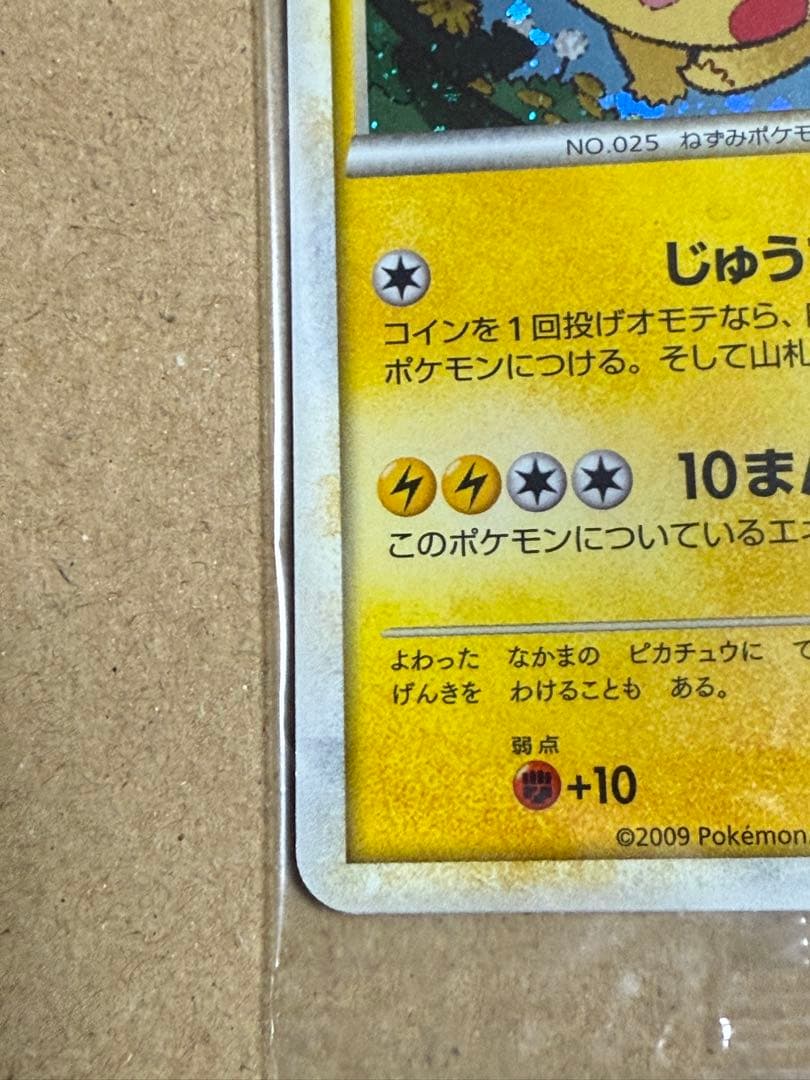 NO.025 ねずみポケモ
じゅう
コインを1回投げオモテなら、
ポケモンにつける。そして山札
10ま
このポケモンについているエ
よわった なかまの ピカチュウに で
げんきを わけることも ある。
弱点
+10
©2009 Pokémon.